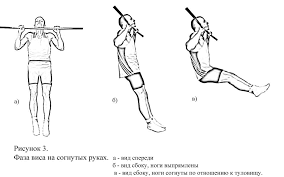 а)
б)
в)
Рисунок 3.
Фаза виса на согнутых руках. а - вид спереди
б - вид сбоку, ноги выпрямлены
в - вид сбоку, ноги согнуты по отношению к туловищу.